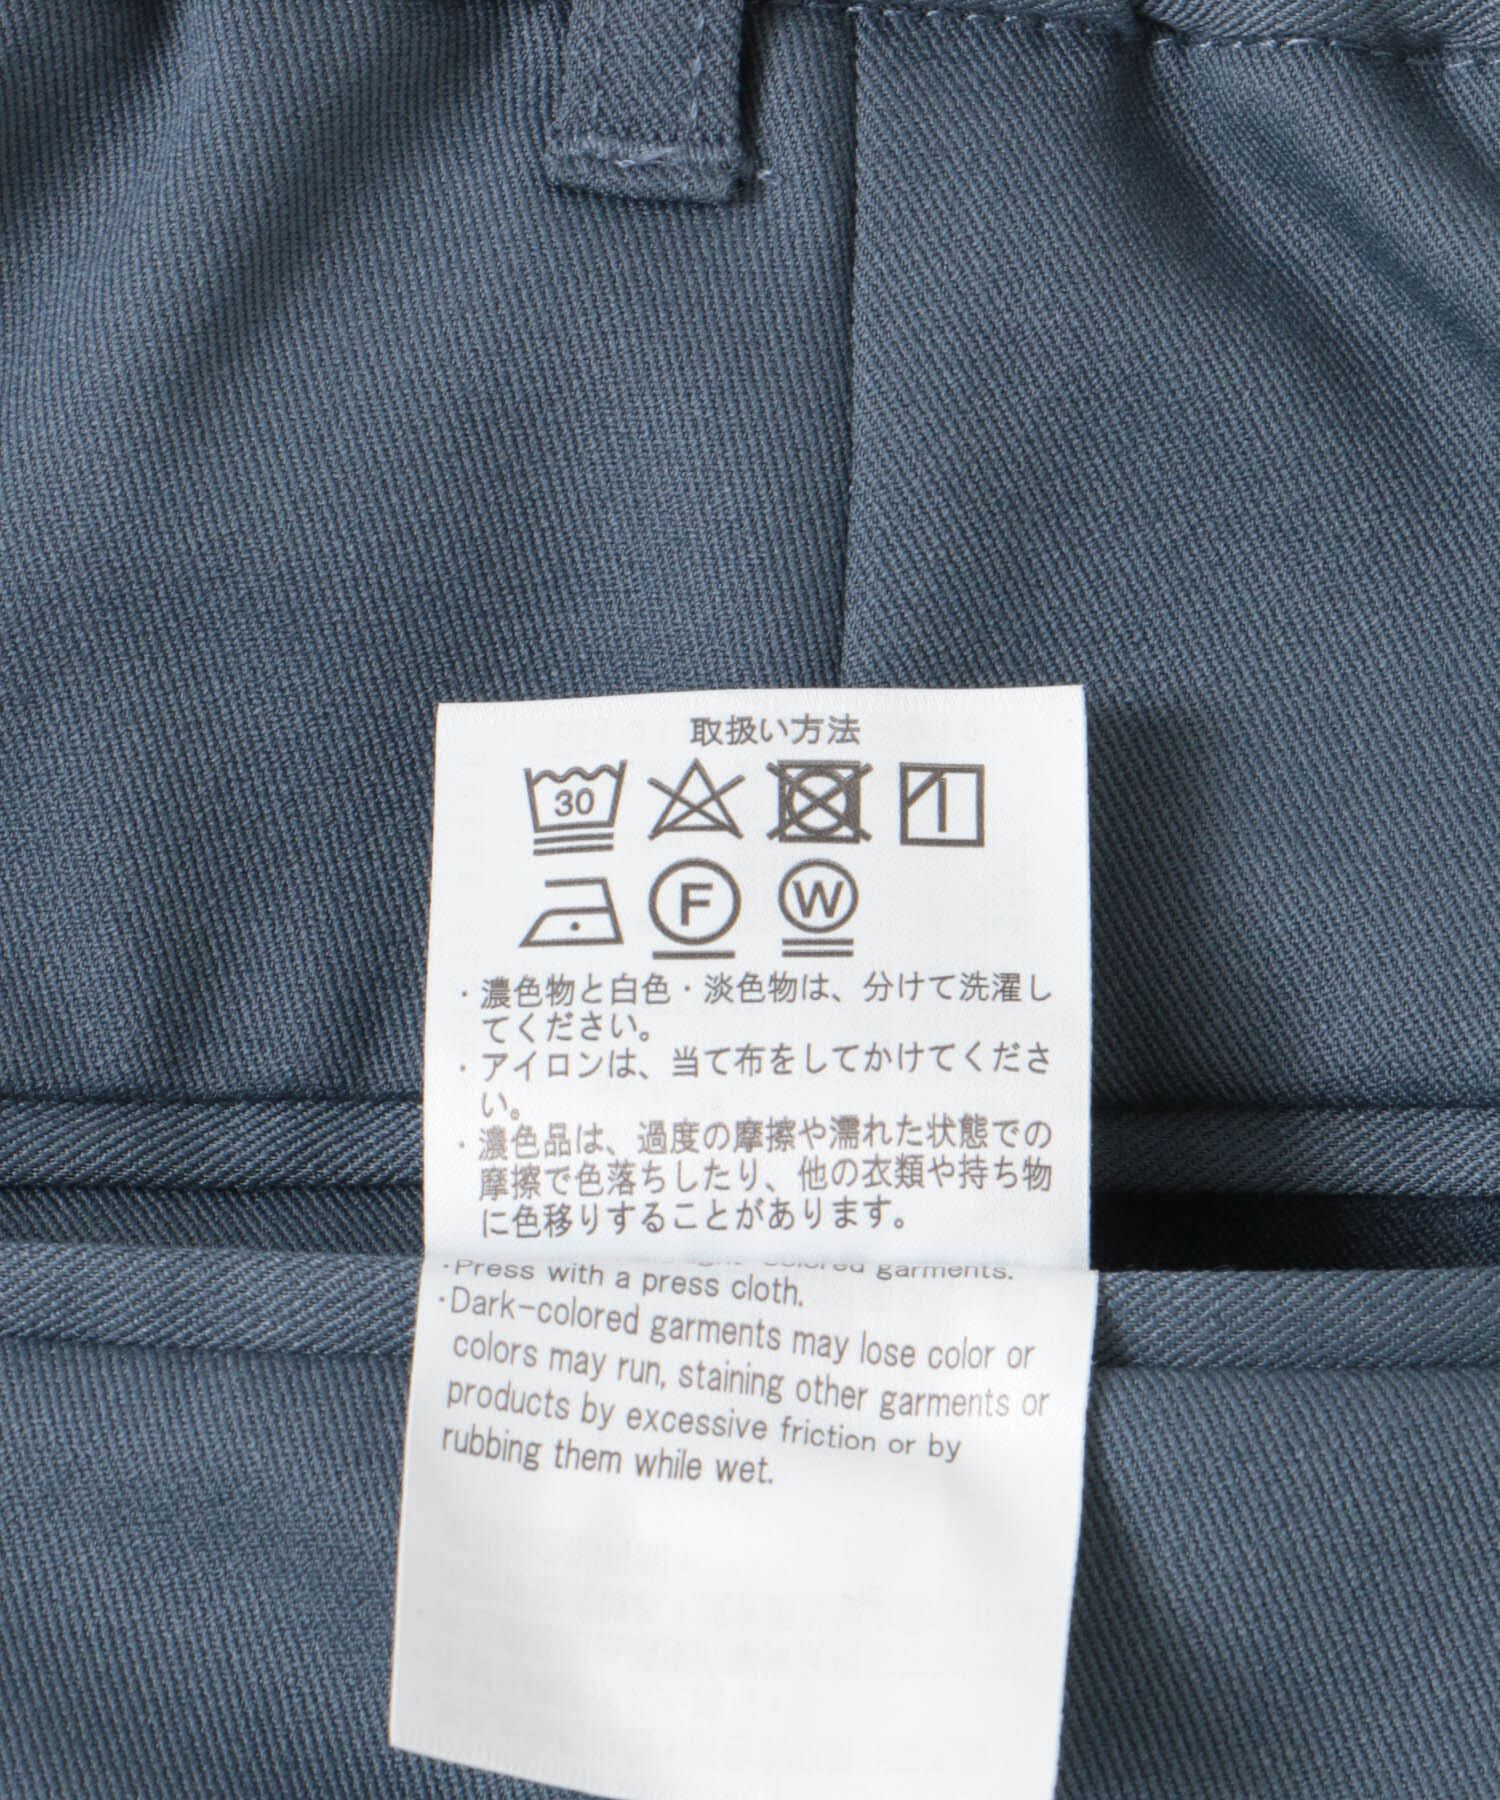 取扱い方法
30
F
W
・濃色物と白色・淡色物は、分けて洗濯し
てください。
・アイロンは、当て布をしてかけてくださ
い。
・濃色品は、過度の摩擦や濡れた状態での
摩擦で色落ちしたり、他の衣類や持ち物
に色移りすることがあります。
colored garments.
・Press with a press cloth.
・Dark-colored garments may lose color or
colors may run, staining other garments or
products by excessive friction or by
rubbing them while wet.